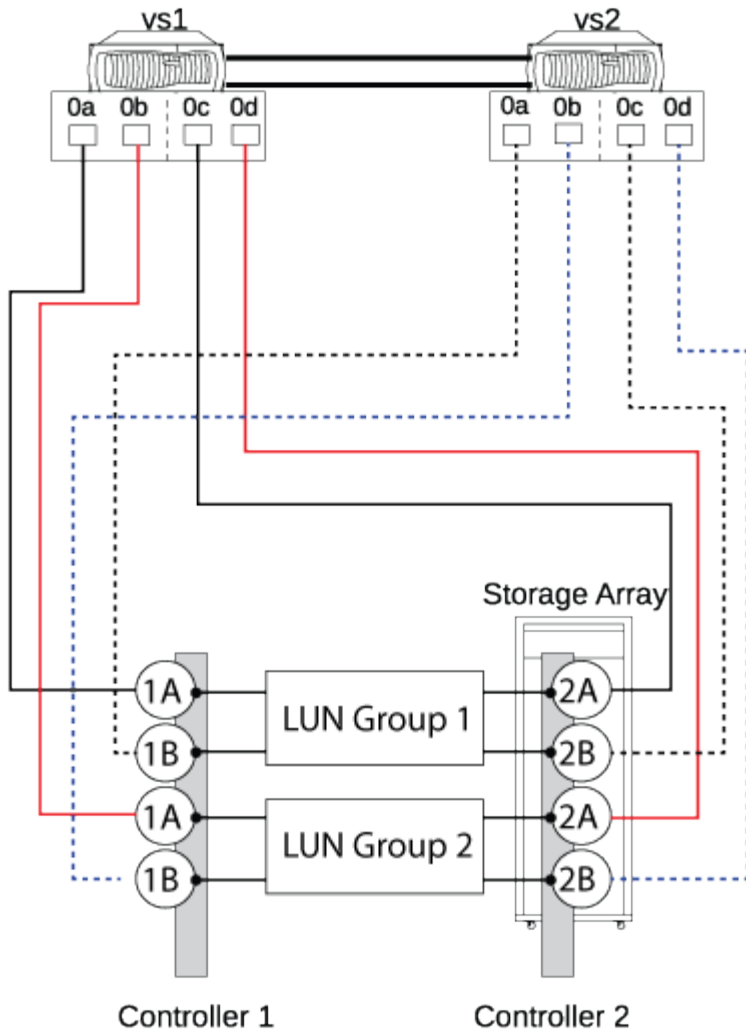 vs1 vs2
0a 0b 0c 0d 0a 0b 0c 0d
Storage Array
1A LUN Group 1 2A
1B 2B
1A LUN Group 2 2A
1B 2B
Controller 1 Controller 2